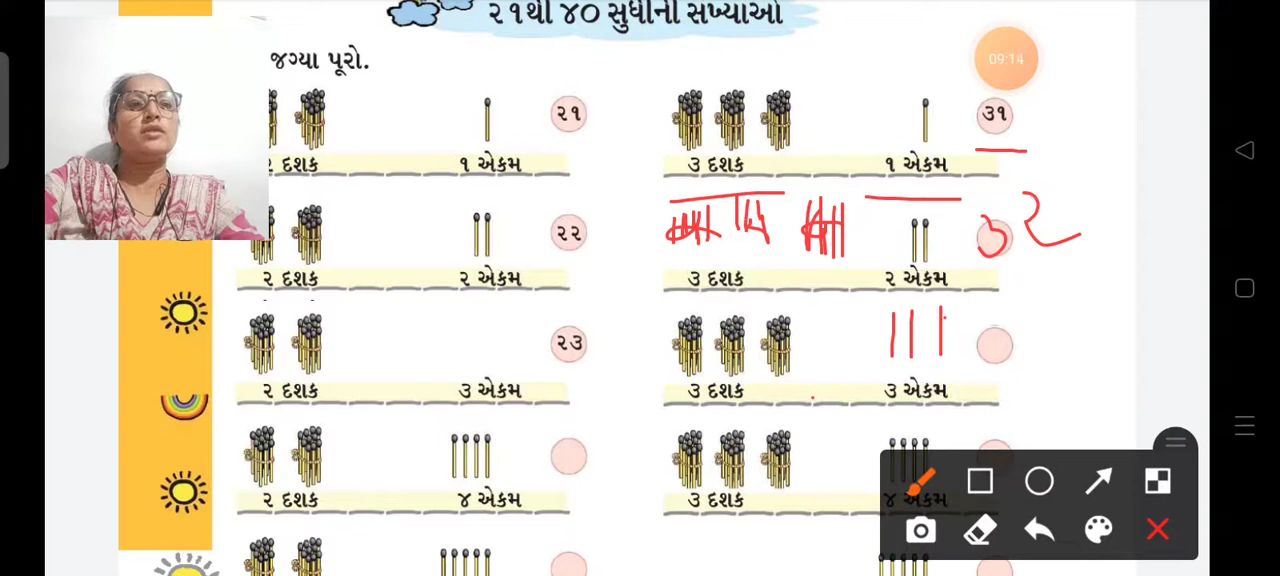 ૨૧થી ૪૦ સુધીની સંખ્યાઓ
જગ્યા પૂરો.
09:14
૨૧ ૩૧
૨ દશક ૧ એકમ ૩ દશક ૧ એકમ
૨૨ ૩૨
૨ દશક ૨ એકમ ૩ દશક ૨ એકમ
૨૩
૨ દશક ૩ એકમ ૩ દશક ૩ એકમ
૨ દશક ૪ એકમ ૩ દશક ૪ એકમ